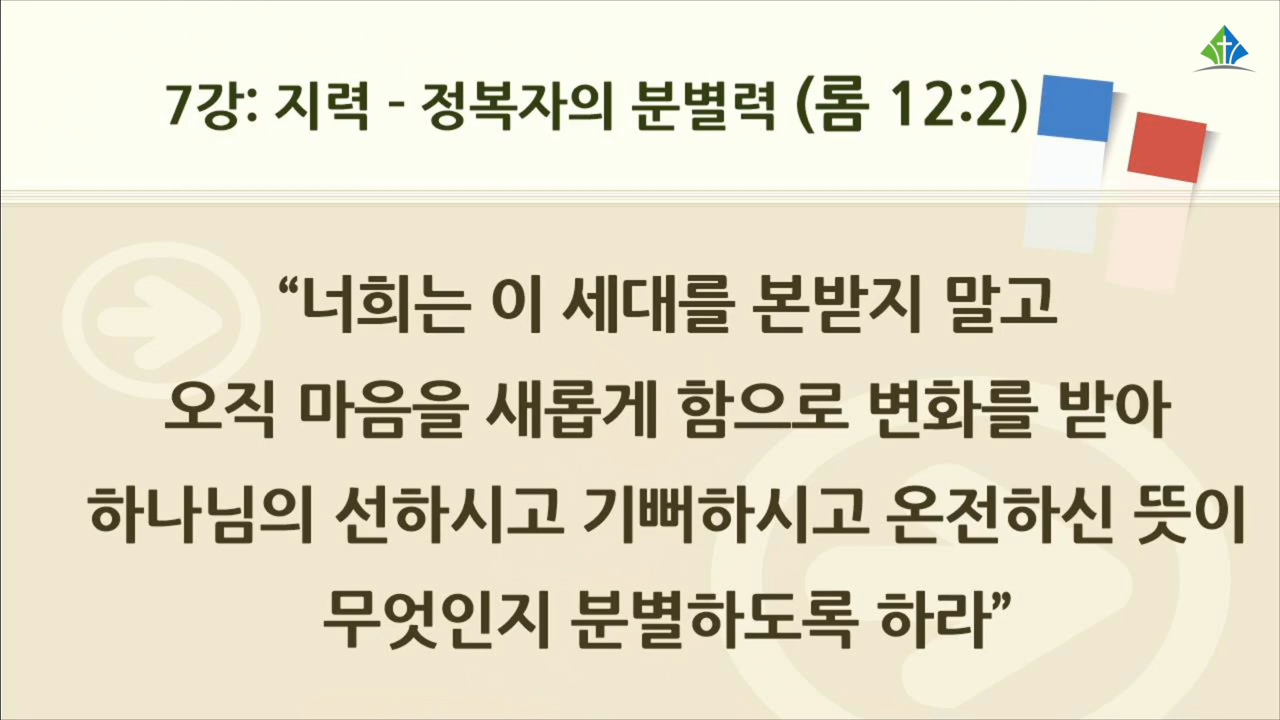 7강: 지력 - 정복자의 분별력 (롬 12:2)
“너희는 이 세대를 본받지 말고
오직 마음을 새롭게 함으로 변화를 받아
하나님의 선하시고 기뻐하시고 온전하신 뜻이
무엇인지 분별하도록 하라”